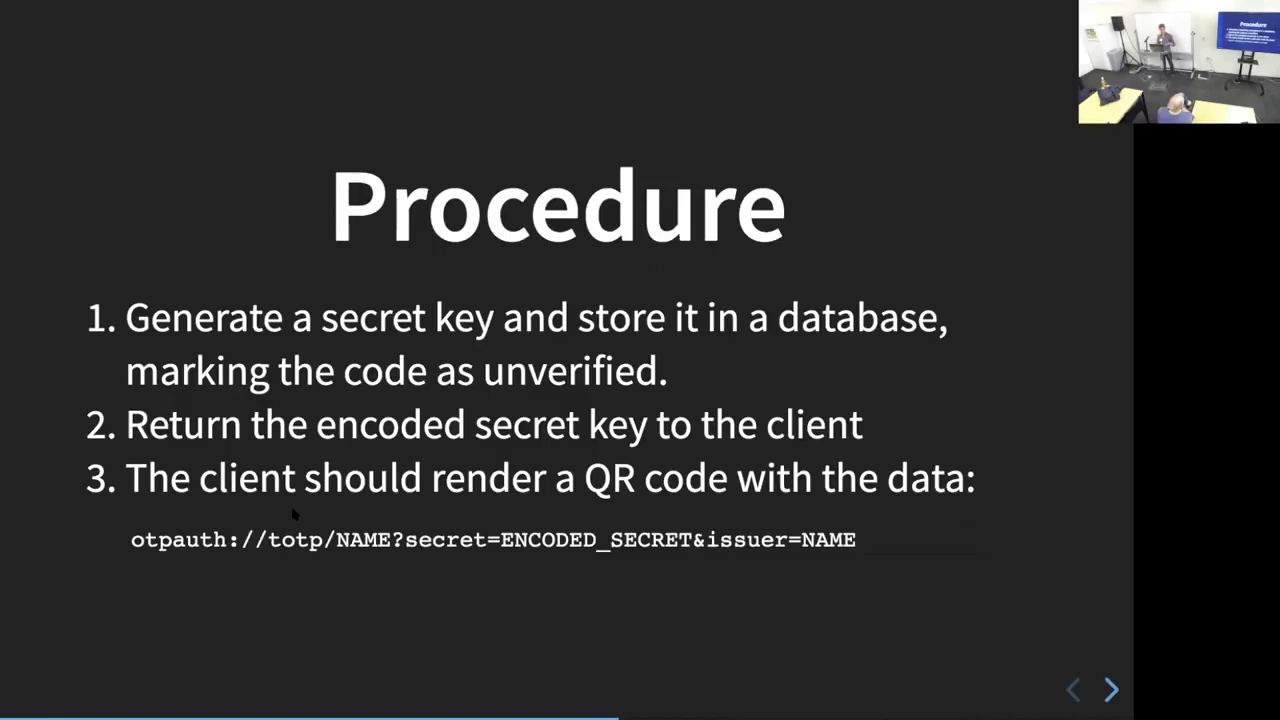 Procedure
1. Generate a secret key and store it in a database,
marking the code as unverified.
2. Return the encoded secret key to the client
3. The client should render a QR code with the data:
otpauth://totp/NAME?secret=ENCODED_SECRET&issuer=NAME
Procedure